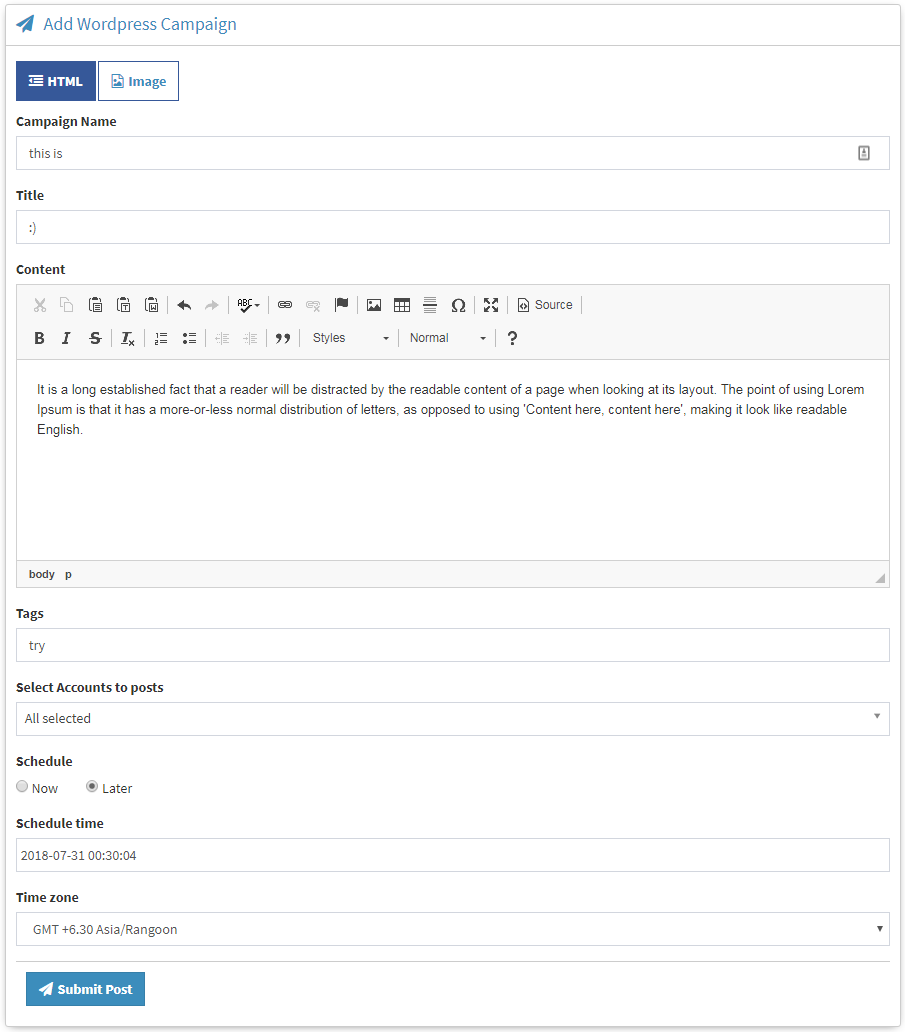 Add Wordpress Campaign
HTML Image
Campaign Name
this is
Title
:)
Content
ABC Source
B I S Tx Styles Normal ?
It is a long established fact that a reader will be distracted by the readable content of a page when looking at its layout. The point of using Lorem
Ipsum is that it has a more-or-less normal distribution of letters, as opposed to using 'Content here, content here', making it look like readable
English.
body p
Tags
try
Select Accounts to posts
All selected
Schedule
Now Later
Schedule time
2018-07-31 00:30:04
Time zone
GMT +6.30 Asia/Rangoon
Submit Post